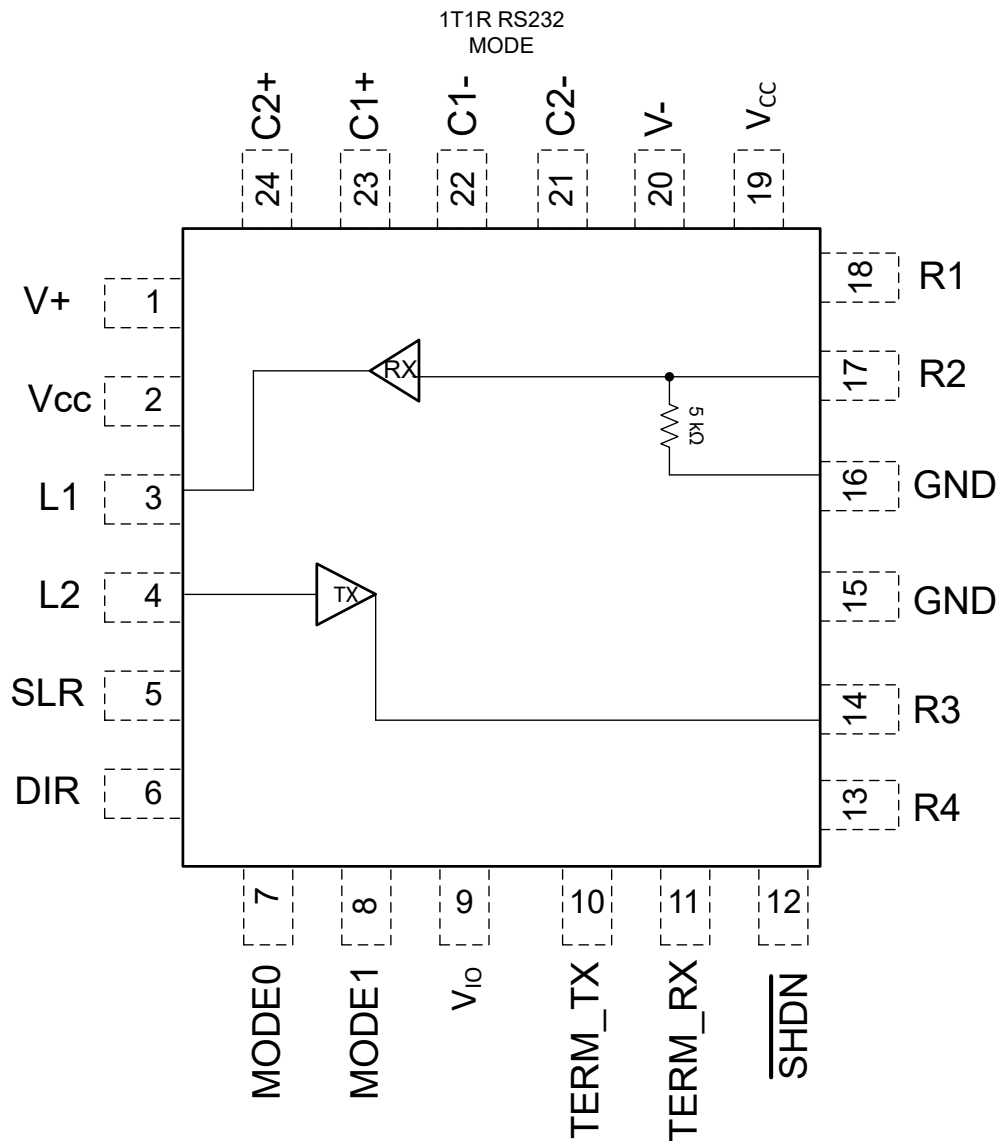 1T1R RS232
MODE
C2+
C1+
C1-
C2-
V-
VCC
24
23
22
21
20
19
V+
1
18
R1
Vcc
2
RX
17
R2
5 kΩ
L1
3
16
GND
L2
4
TX
15
GND
SLR
5
14
R3
DIR
6
13
R4
7
8
9
10
11
12
MODE0
MODE1
VIO
TERM_TX
TERM_RX
SHDN